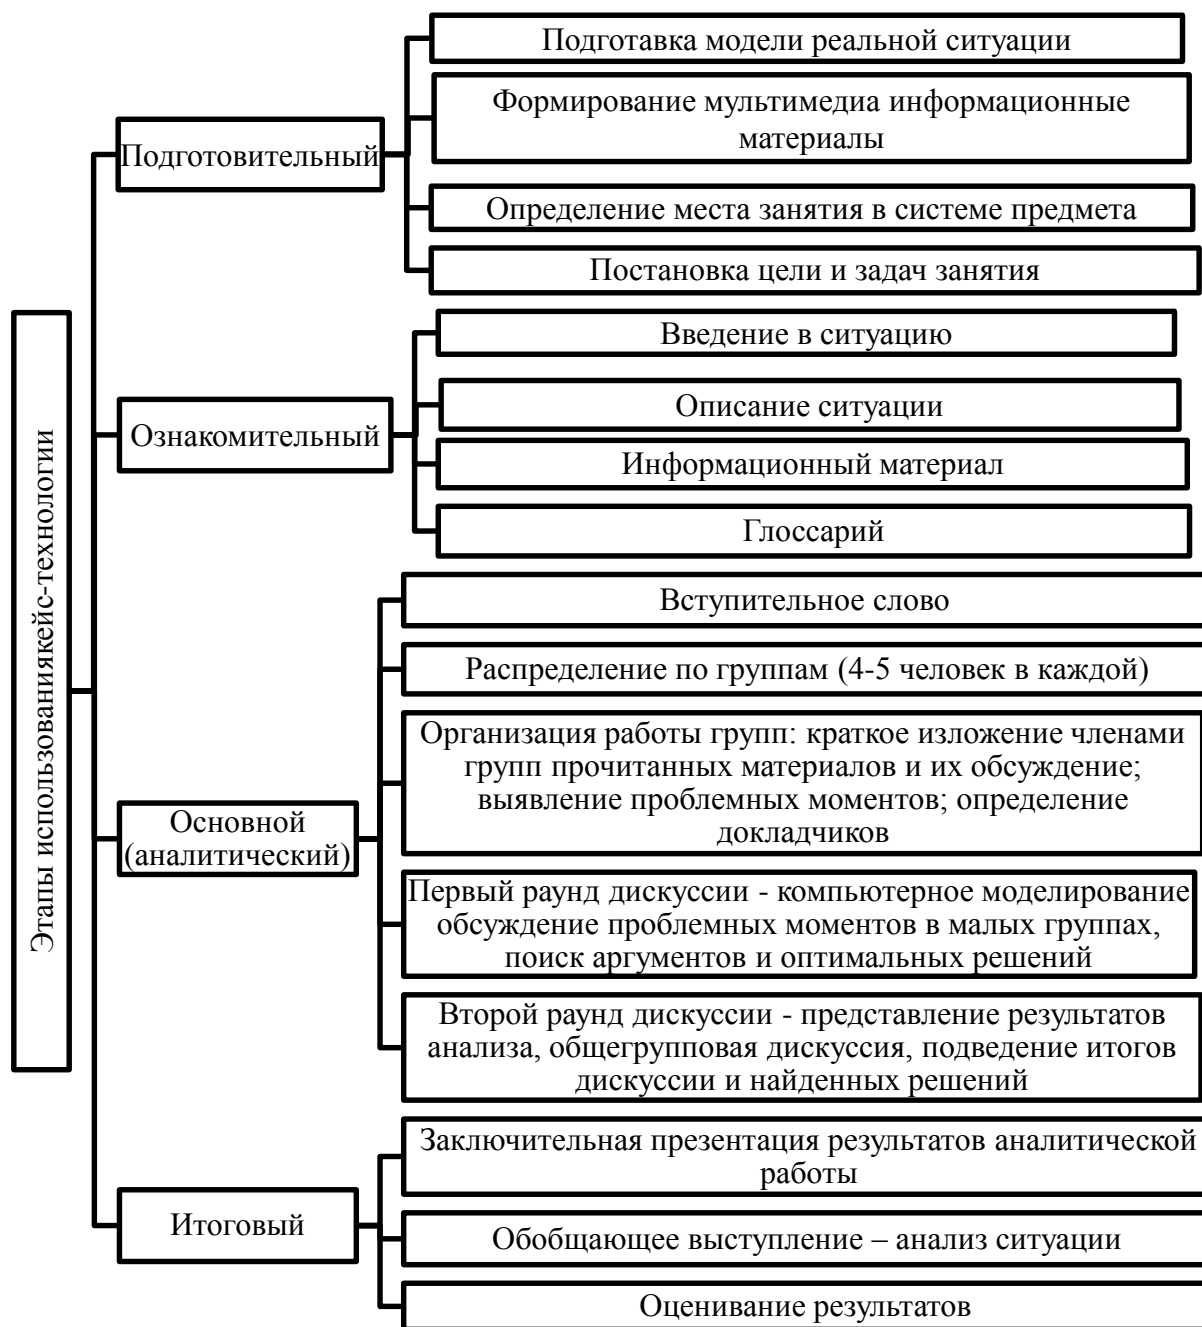 Этапы использованиякейс-технологии
Подготовительный
Подготавка модели реальной ситуации
Формирование мультимедиа информационные
материалы
Определение места занятия в системе предмета
Постановка цели и задач занятия
Ознакомительный
Введение в ситуацию
Описание ситуации
Информационный материал
Глоссарий
Основной
(аналитический)
Вступительное слово
Распределение по группам (4-5 человек в каждой)
Организация работы групп: краткое изложение членами
групп прочитанных материалов и их обсуждение;
выявление проблемных моментов; определение
докладчиков
Первый раунд дискуссии - компьютерное моделирование
обсуждение проблемных моментов в малых группах,
поиск аргументов и оптимальных решений
Второй раунд дискуссии - представление результатов
анализа, общегрупповая дискуссия, подведение итогов
дискуссии и найденных решений
Итоговый
Заключительная презентация результатов аналитической
работы
Обобщающее выступление – анализ ситуации
Оценивание результатов